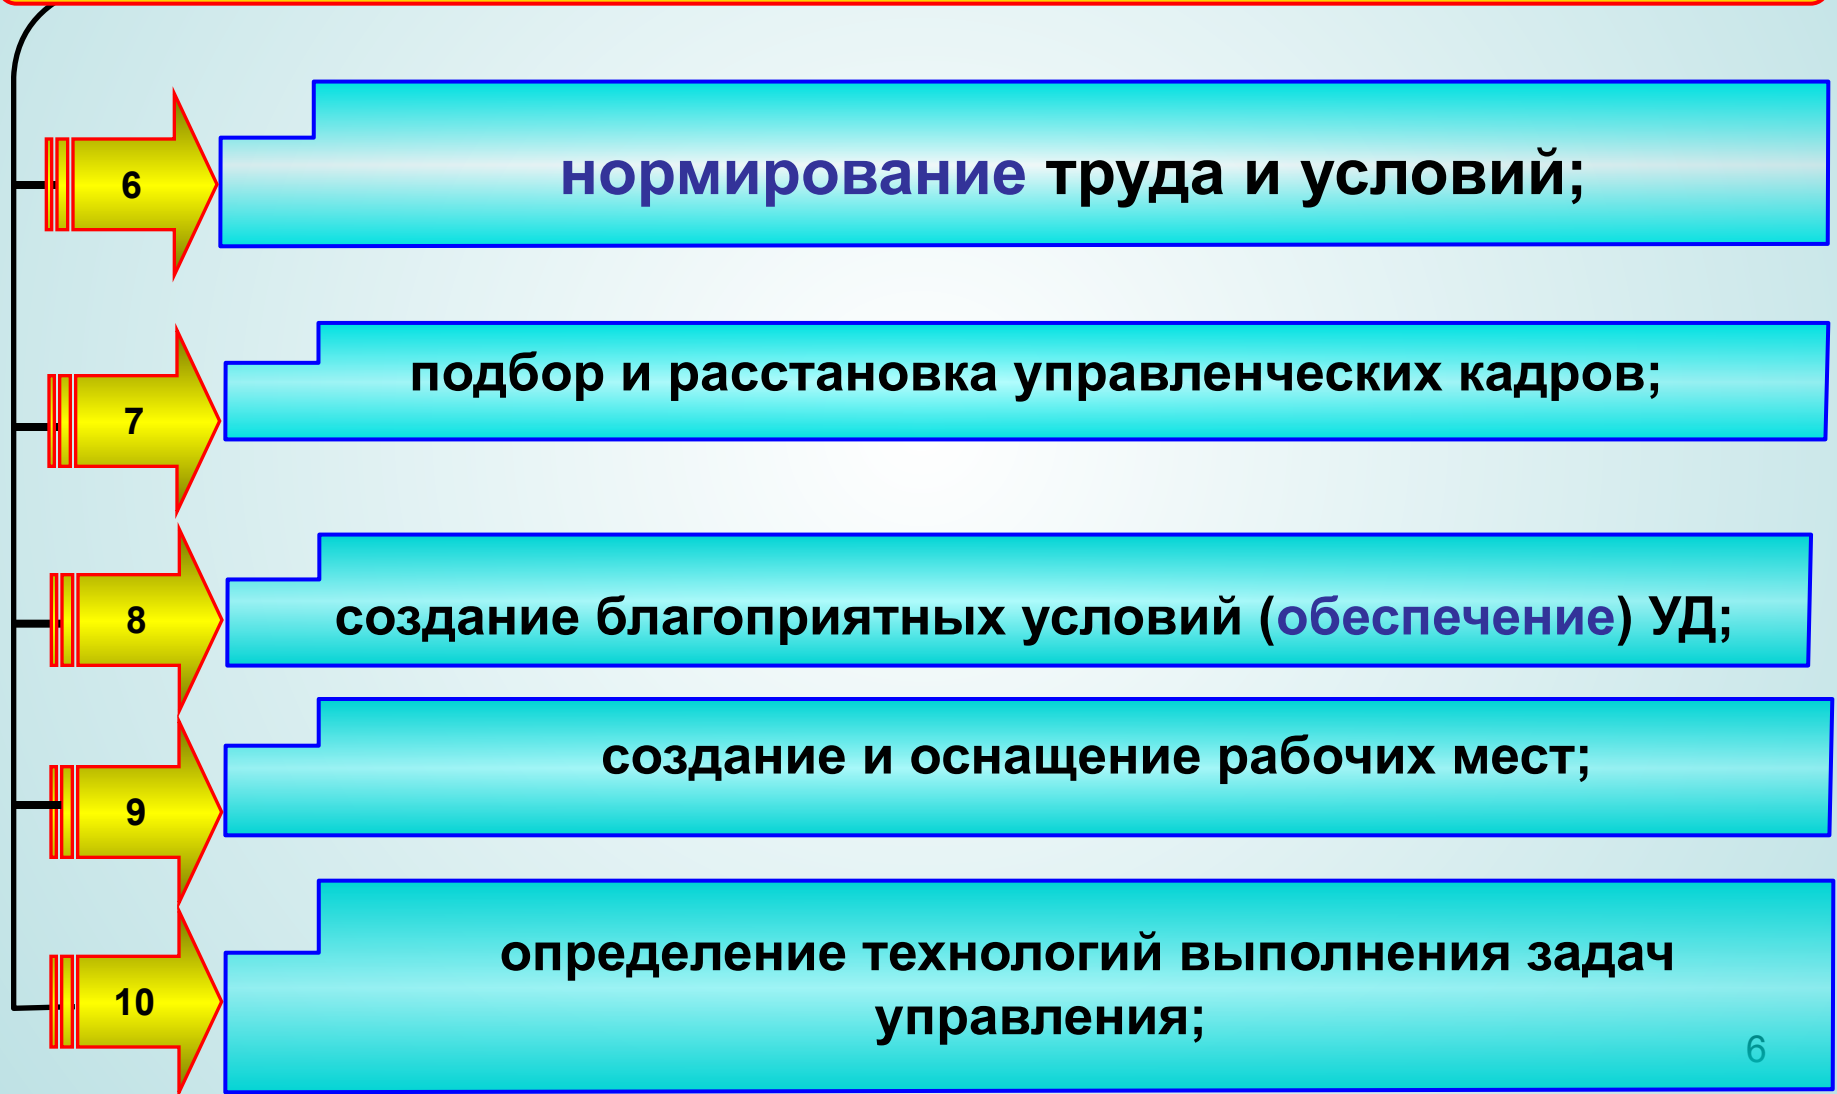 6
нормирование труда и условий;
7
подбор и расстановка управленческих кадров;
8
создание благоприятных условий (обеспечение) УД;
9
создание и оснащение рабочих мест;
10
определение технологий выполнения задач
управления;
6